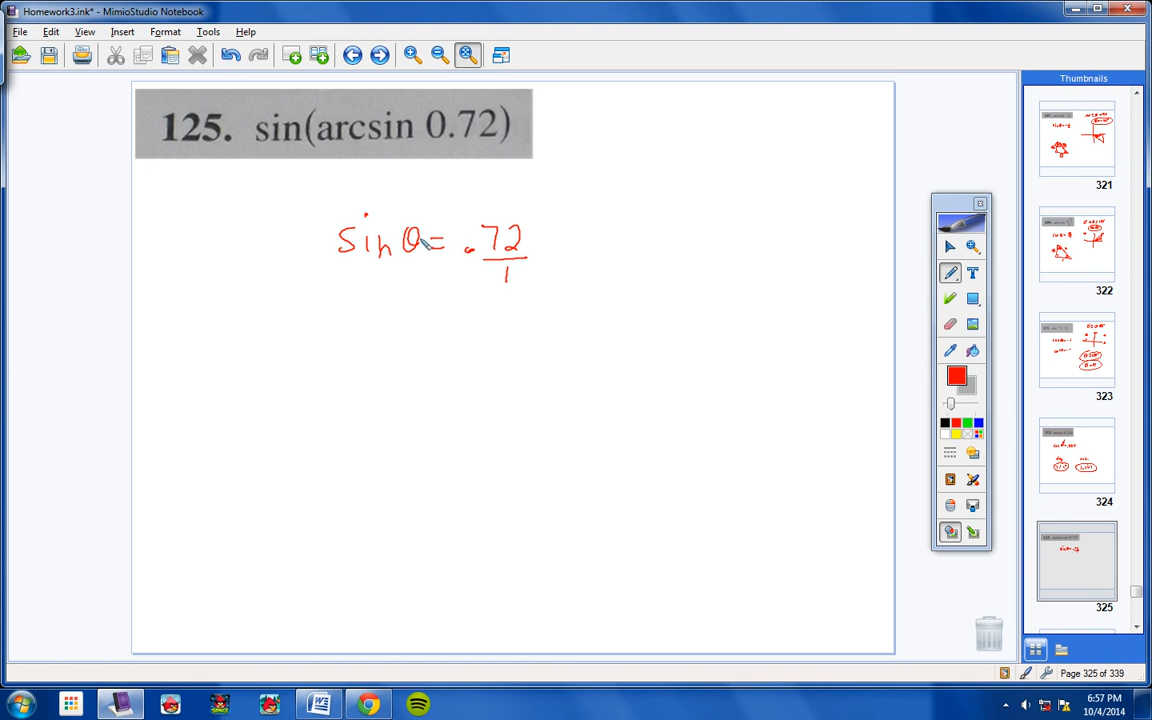 Homework3.ink* - MimioStudio Notebook
File Edit View Insert Format Tools Help
Thumbnails
125. sin(arcsin 0.72)
sin θ = .72
1
321
322
323
324
325
Page 325 of 339
6:57 PM
10/4/2014